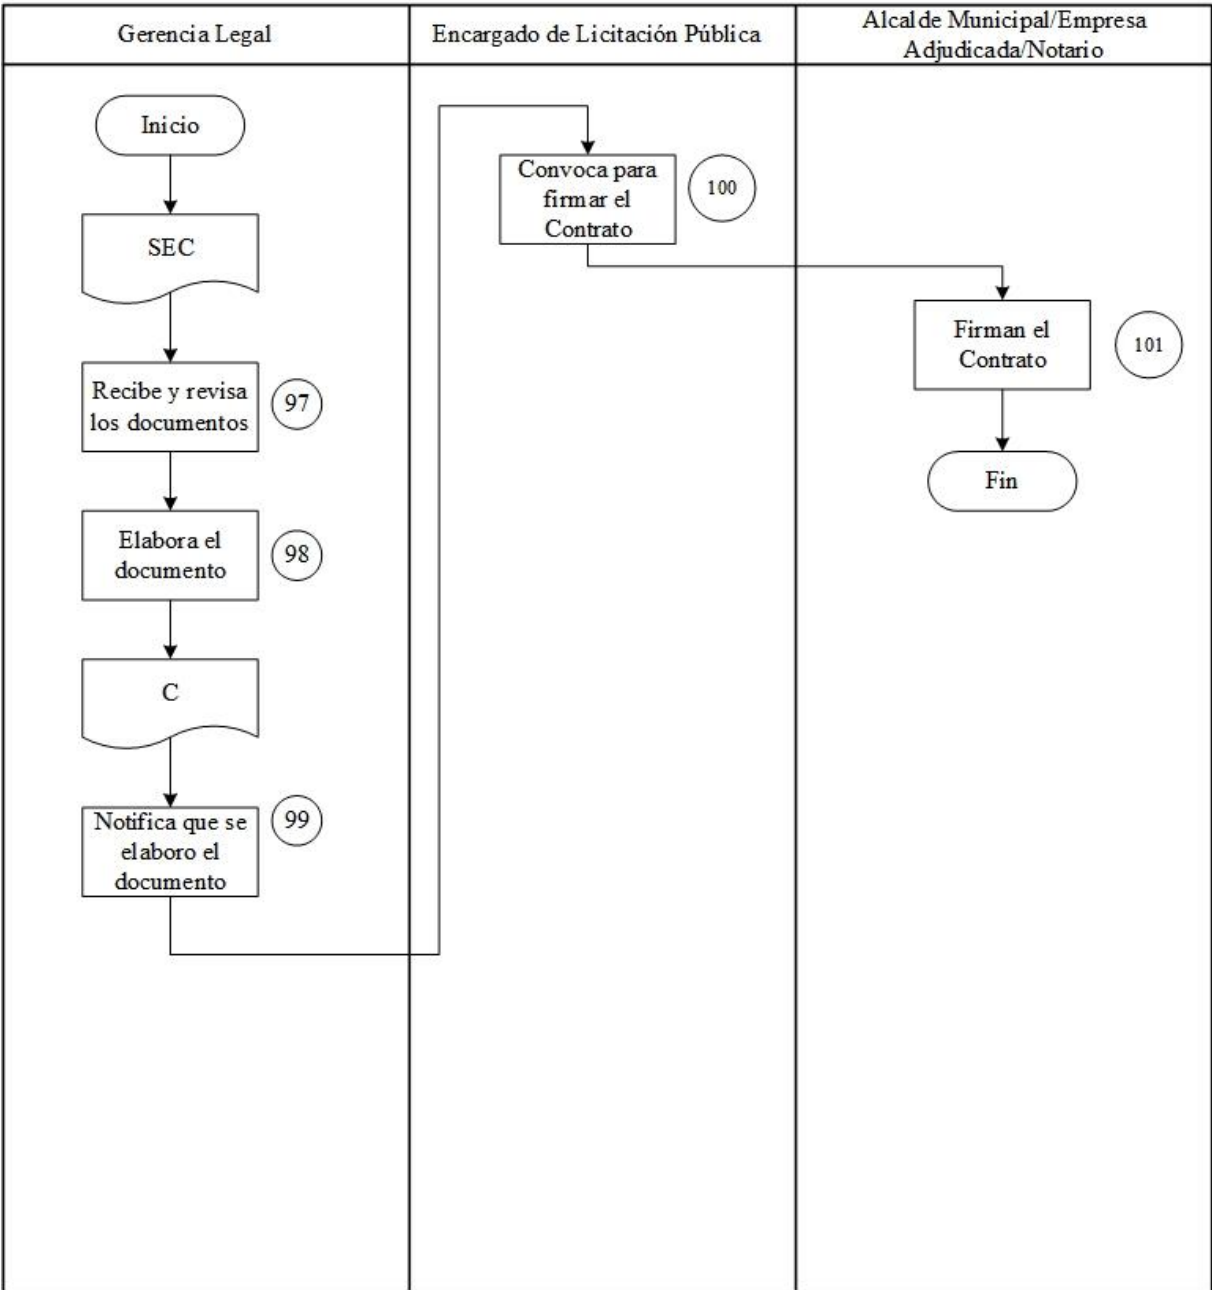 Gerencia Legal
Encargado de Licitación Pública
Alcalde Municipal/Empresa
Adjudicada/Notario
Inicio
SEC
Recibe y revisa
los documentos
97
Elabora el
documento
98
C
Notifica que se
elaboro el
documento
99
Convoca para
firmar el
Contrato
100
Firman el
Contrato
101
Fin